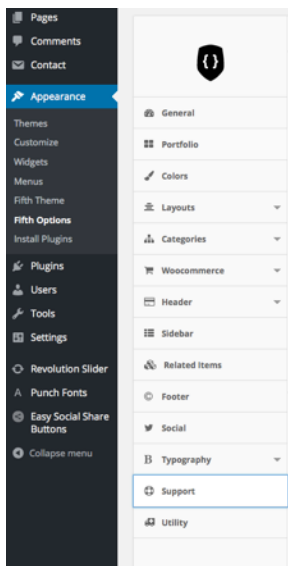 Pages
Comments
Contact
Appearance
Themes
Customize
Widgets
Menus
Fifth Theme
Fifth Options
Install Plugins
Plugins
Users
Tools
Settings
Revolution Slider
A Punch Fonts
Easy Social Share
Buttons
Collapse menu
{}
General
Portfolio
Colors
Layouts
Categories
Woocommerce
Header
Sidebar
Related Items
© Footer
Social
B Typography
Support
Utility